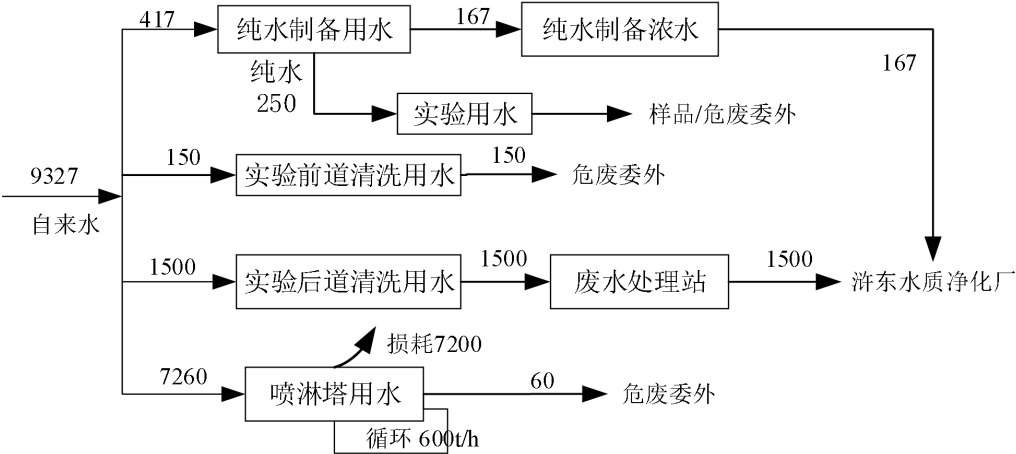 417
纯水制备用水
167
纯水制备浓水
167
纯水
250
实验用水
样品/危废委外
9327
自来水
150
实验前道清洗用水
150
危废委外
1500
实验后道清洗用水
1500
废水处理站
1500
浒东水质净化厂
损耗7200
7260
喷淋塔用水
60
危废委外
循环 600t/h